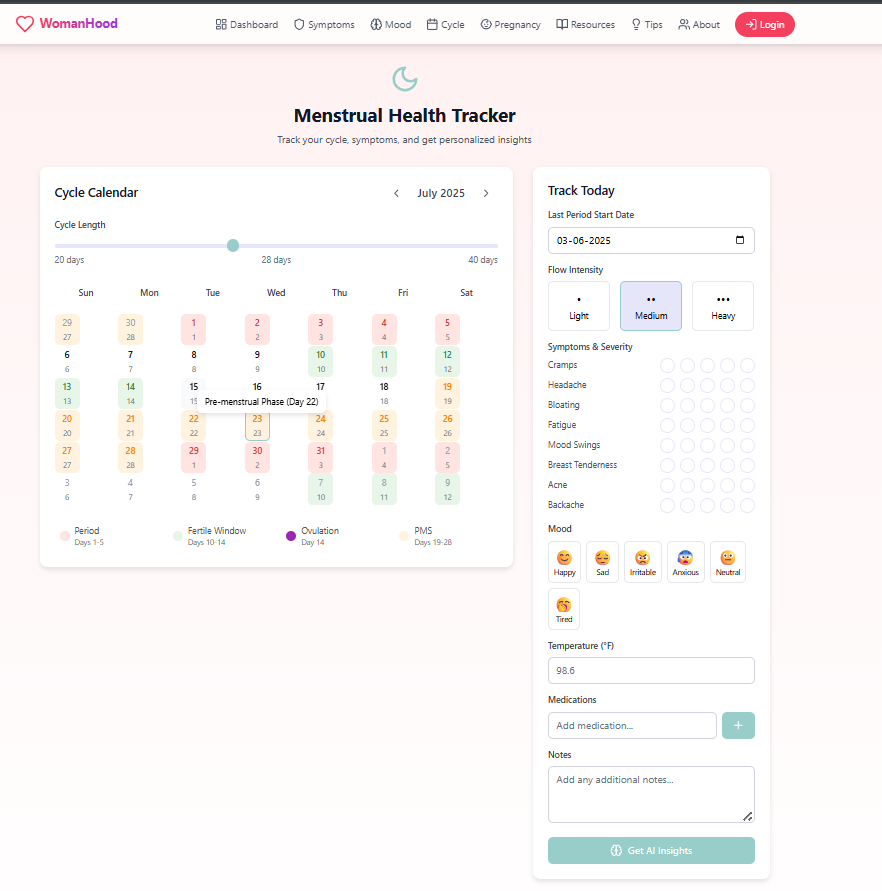 WomanHood
Dashboard Symptoms Mood Cycle Pregnancy Resources Tips About Login
Menstrual Health Tracker
Track your cycle, symptoms, and get personalized insights
Cycle Calendar
July 2025
Cycle Length
20 days 28 days 40 days
Sun Mon Tue Wed Thu Fri Sat
29 30 1 2 3 4 5
27 28 1 2 3 4 5
6 7 8 9 10 11 12
6 7 8 9 10 11 12
13 14 15 16 17 18 19
13 14 15 18 19
Pre-menstrual Phase (Day 22)
20 21 22 23 24 25 26
20 21 22 23 24 25 26
27 28 29 30 31 1 2
27 28 1 2 3 4 5
3 4 5 6 7 8 9
6 7 8 9 10 11 12
Period Fertile Window Ovulation PMS
Days 1-5 Days 10-14 Day 14 Days 19-28
Track Today
Last Period Start Date
03-06-2025
Flow Intensity
• •• •••
Light Medium Heavy
Symptoms & Severity
Cramps
Headache
Bloating
Fatigue
Mood Swings
Breast Tenderness
Acne
Backache
Mood
Happy Sad Irritable Anxious Neutral
Tired
Temperature (°F)
98.6
Medications
Add medication...
+
Notes
Add any additional notes...
Get AI Insights